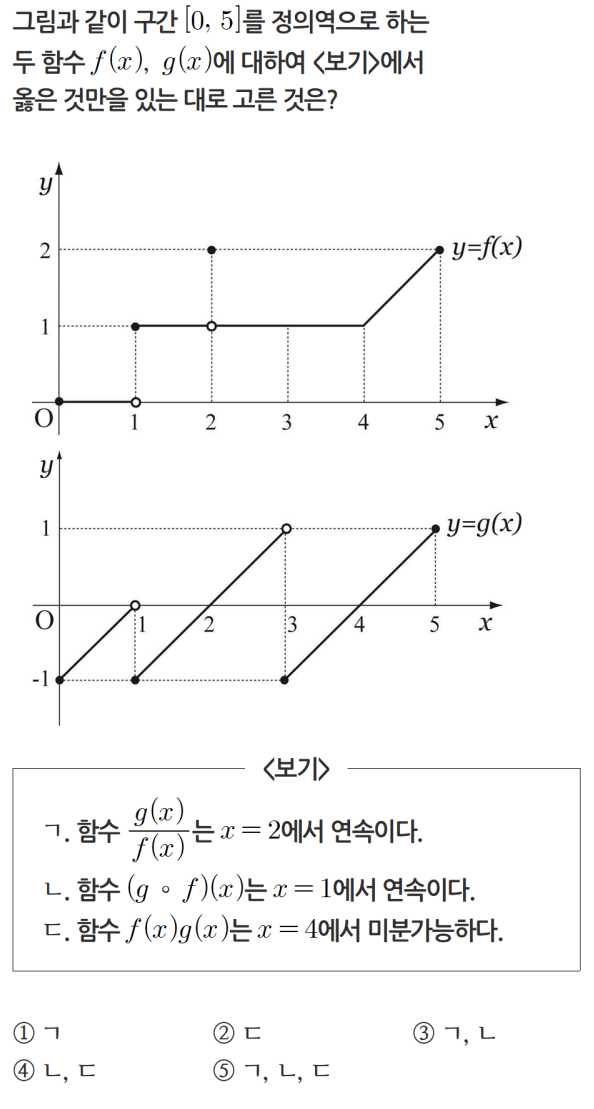 그림과 같이 구간 [0, 5]를 정의역으로 하는
두 함수 f(x), g(x)에 대하여 <보기>에서
옳은 것만을 있는 대로 고른 것은?
y
2
y=f(x)
1
O
1 2 3 4 5 x
y
1
y=g(x)
O
1 2 3 4 5 x
-1
<보기>
ㄱ. 함수 g(x)/f(x)는 x = 2에서 연속이다.
ㄴ. 함수 (g ∘ f)(x)는 x = 1에서 연속이다.
ㄷ. 함수 f(x)g(x)는 x = 4에서 미분가능하다.
① ㄱ ② ㄷ ③ ㄱ, ㄴ
④ ㄴ, ㄷ ⑤ ㄱ, ㄴ, ㄷ